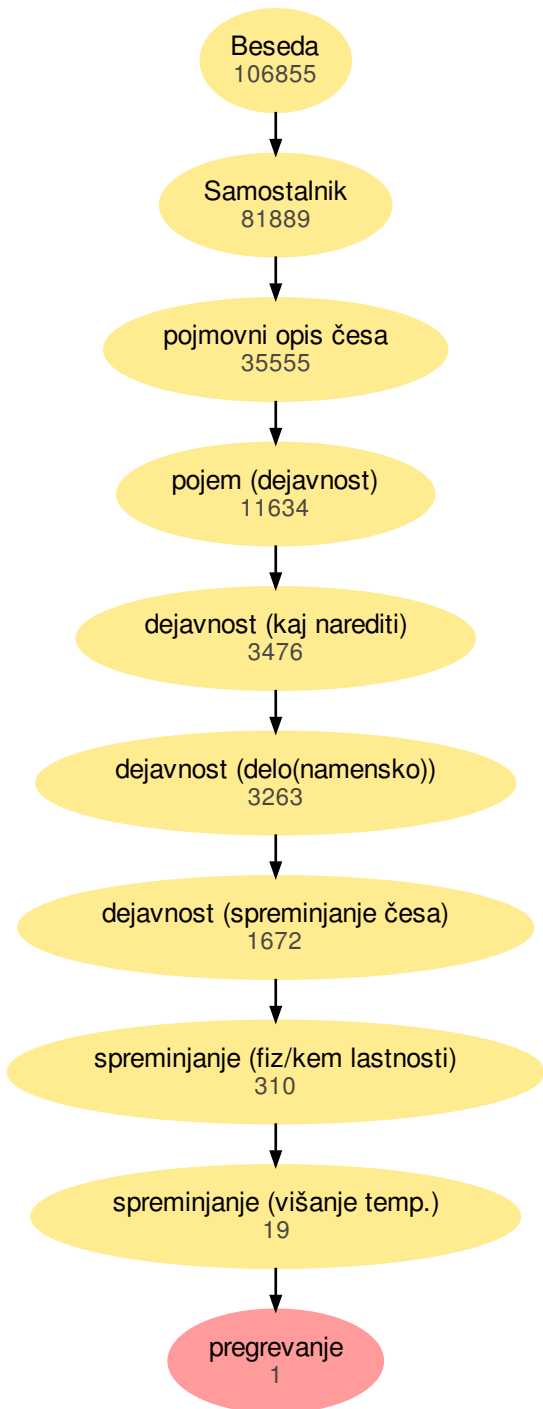 Beseda
106855
Samostalnik
81889
pojmovni opis česa
35555
pojem (dejavnost)
11634
dejavnost (kaj narediti)
3476
dejavnost (delo(namensko))
3263
dejavnost (spreminjanje česa)
1672
spreminjanje (fiz/kem lastnosti)
310
spreminjanje (višanje temp.)
19
pregrevanje
1